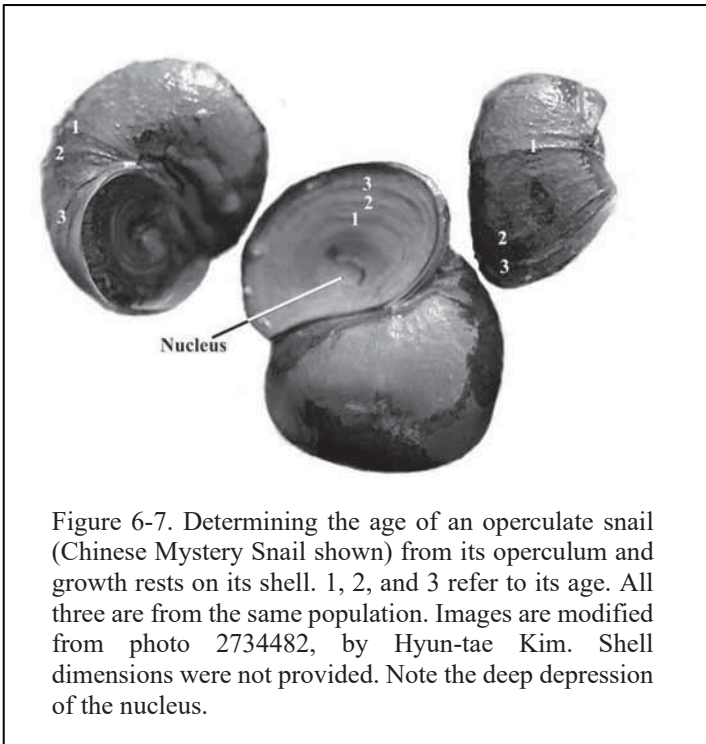 1
2
3
3
2
1
1
2
3
Nucleus
Figure 6-7. Determining the age of an operculate snail
(Chinese Mystery Snail shown) from its operculum and
growth rests on its shell. 1, 2, and 3 refer to its age. All
three are from the same population. Images are modified
from photo 2734482, by Hyun-tae Kim. Shell
dimensions were not provided. Note the deep depression
of the nucleus.